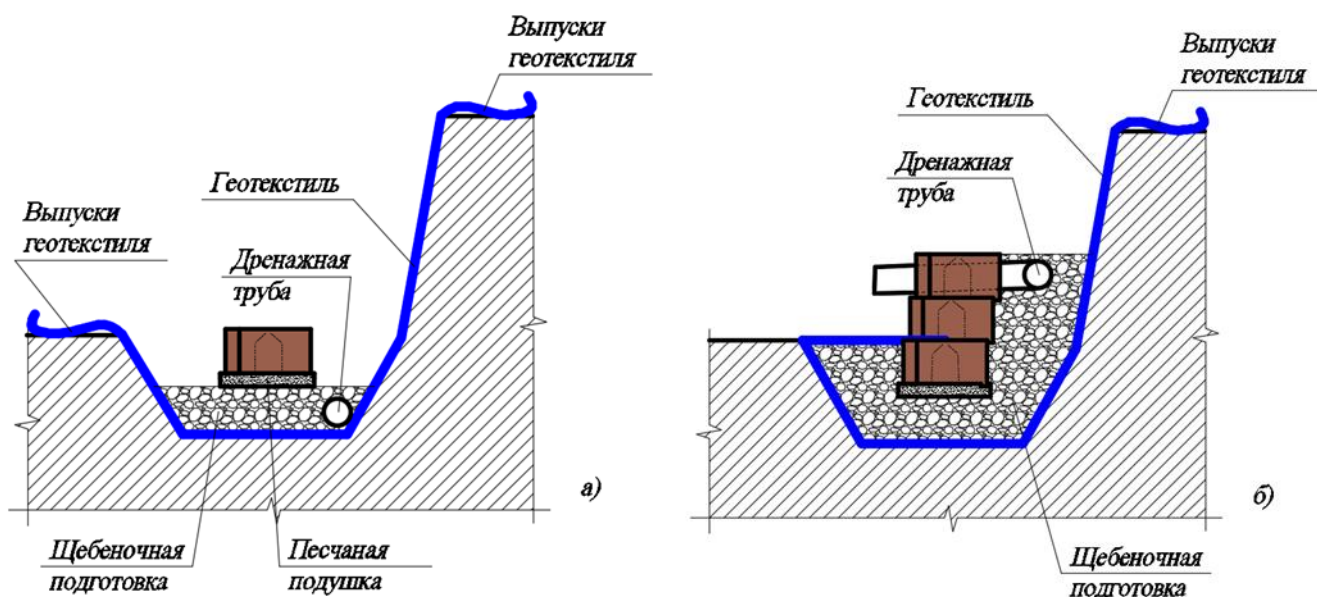 Выпуски
геотекстиля
Геотекстиль
Выпуски
геотекстиля
Дренажная
труба
Щебеночная
подготовка
Песчаная
подушка
а)
Выпуски
геотекстиля
Геотекстиль
Дренажная
труба
Щебеночная
подготовка
б)